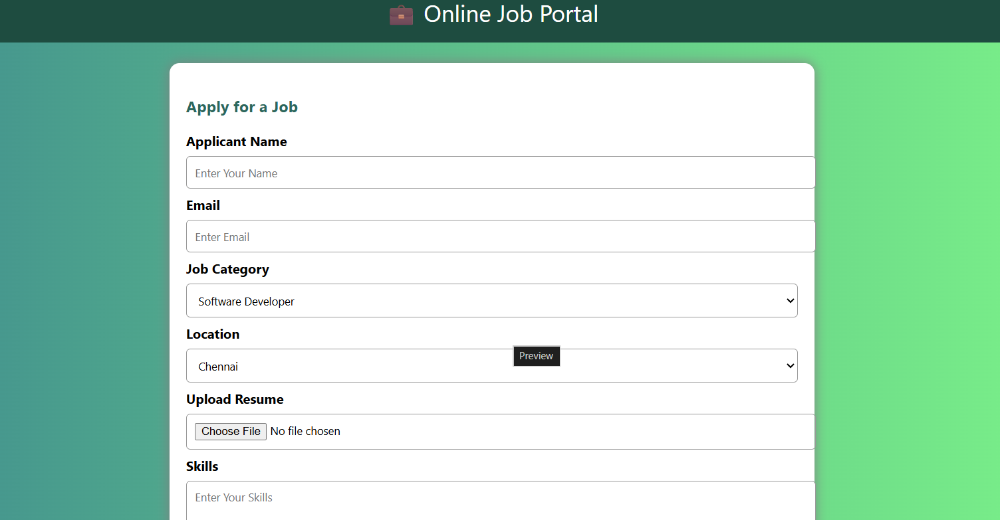 💼 Online Job Portal
Apply for a Job
Applicant Name
Enter Your Name
Email
Enter Email
Job Category
Software Developer
Location
Chennai
Preview
Upload Resume
Choose File No file chosen
Skills
Enter Your Skills